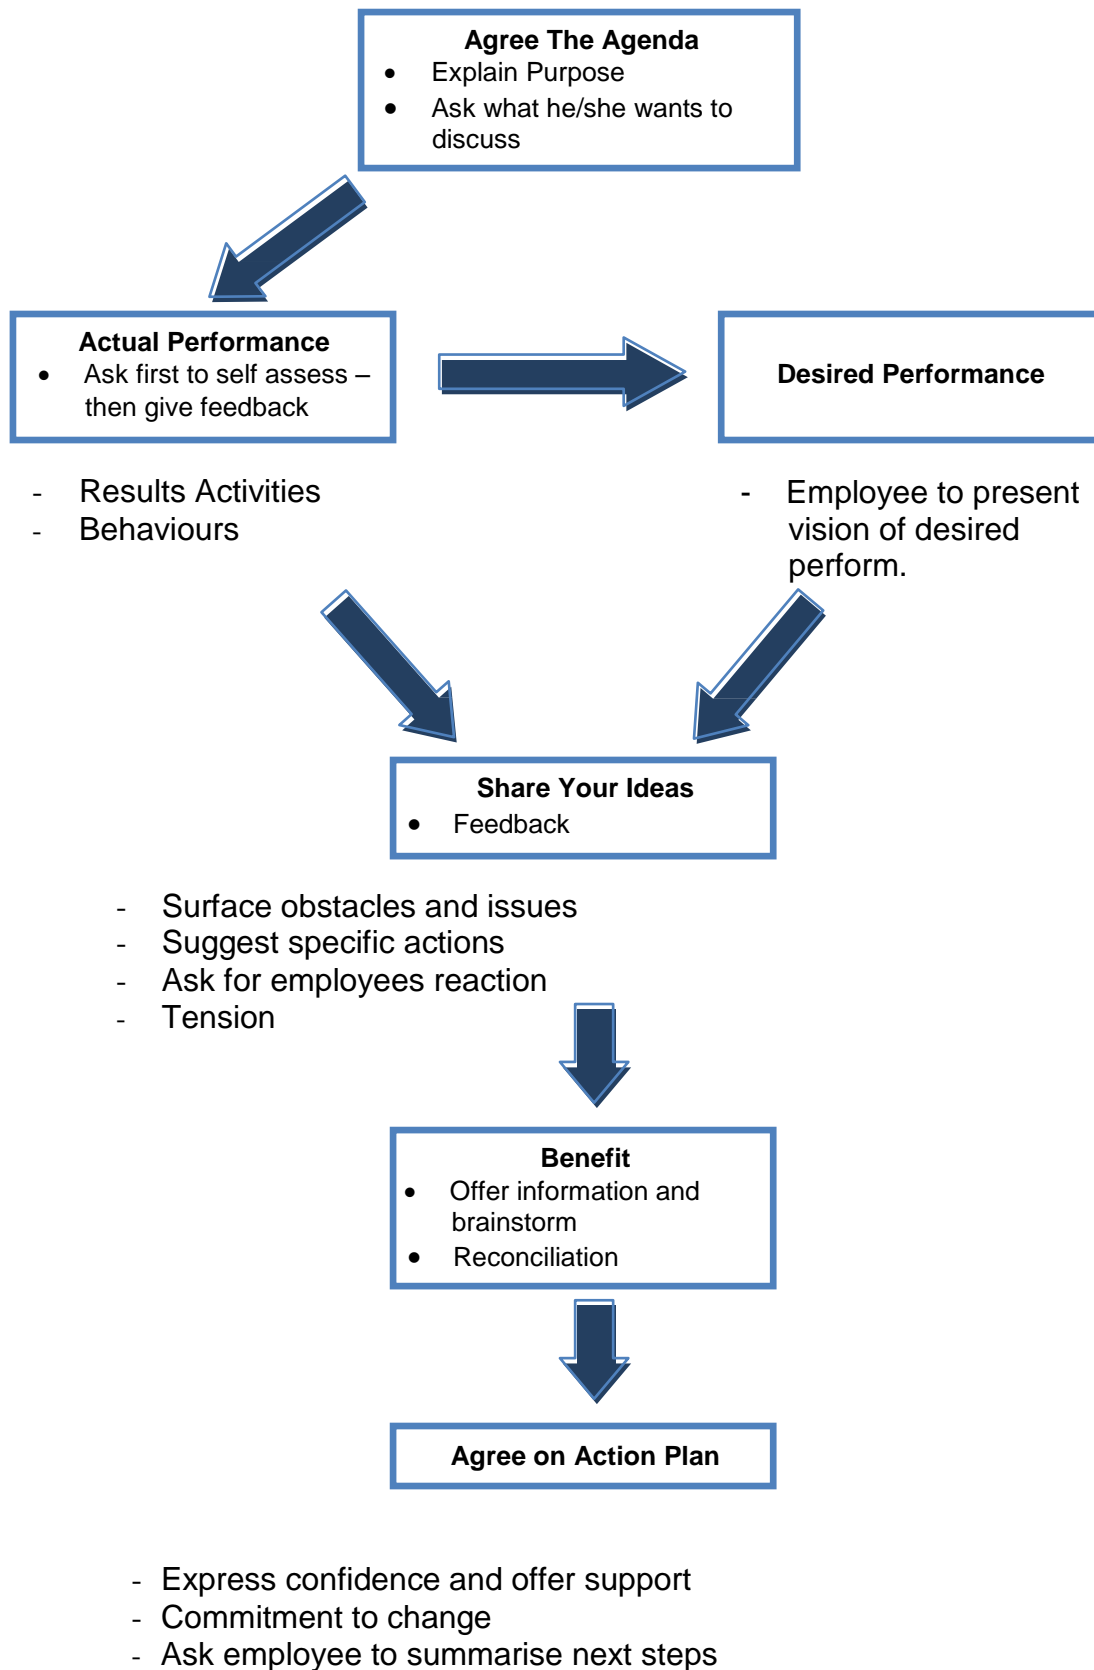 Agree The Agenda
• Explain Purpose
• Ask what he/she wants to
discuss
Actual Performance
• Ask first to self assess –
then give feedback
Desired Performance
- Results Activities
- Behaviours
- Employee to present
vision of desired
perform.
Share Your Ideas
• Feedback
- Surface obstacles and issues
- Suggest specific actions
- Ask for employees reaction
- Tension
Benefit
• Offer information and
brainstorm
• Reconciliation
Agree on Action Plan
- Express confidence and offer support
- Commitment to change
- Ask employee to summarise next steps